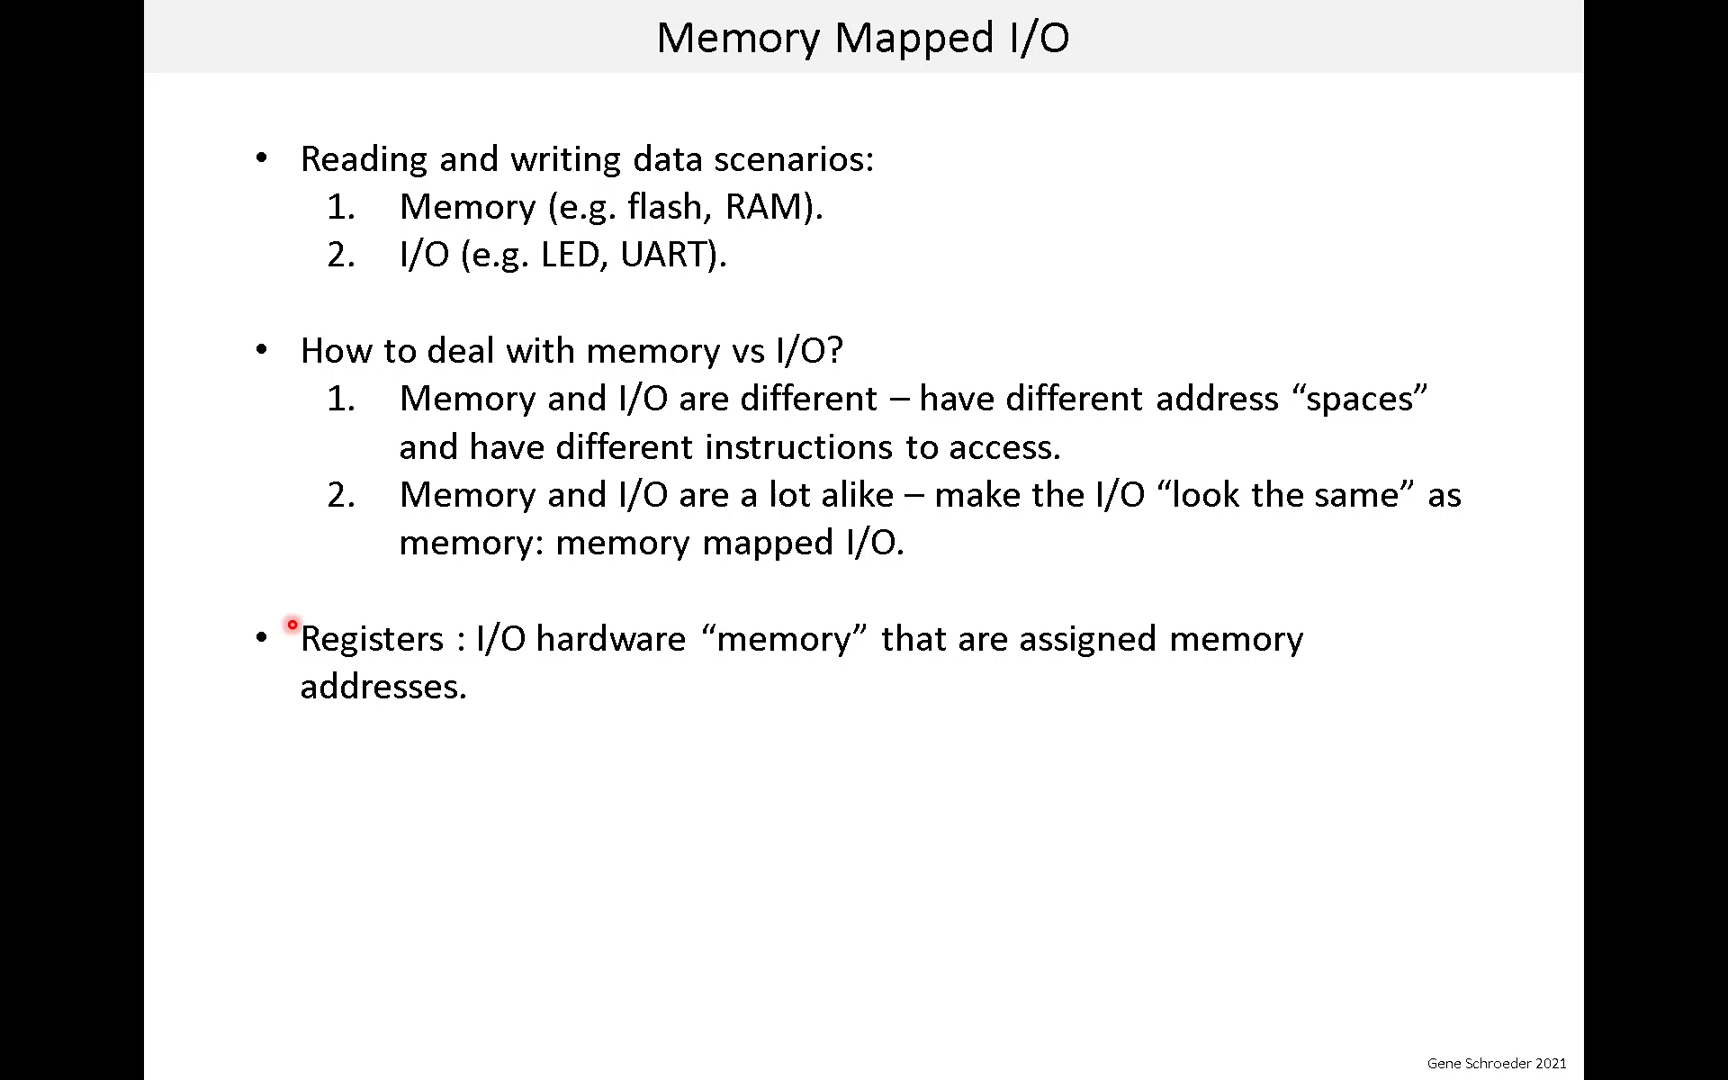 Memory Mapped I/O
• Reading and writing data scenarios:
1. Memory (e.g. flash, RAM).
2. I/O (e.g. LED, UART).
• How to deal with memory vs I/O?
1. Memory and I/O are different – have different address “spaces”
and have different instructions to access.
2. Memory and I/O are a lot alike – make the I/O “look the same” as
memory: memory mapped I/O.
• Registers : I/O hardware “memory” that are assigned memory
addresses.
Gene Schroeder 2021